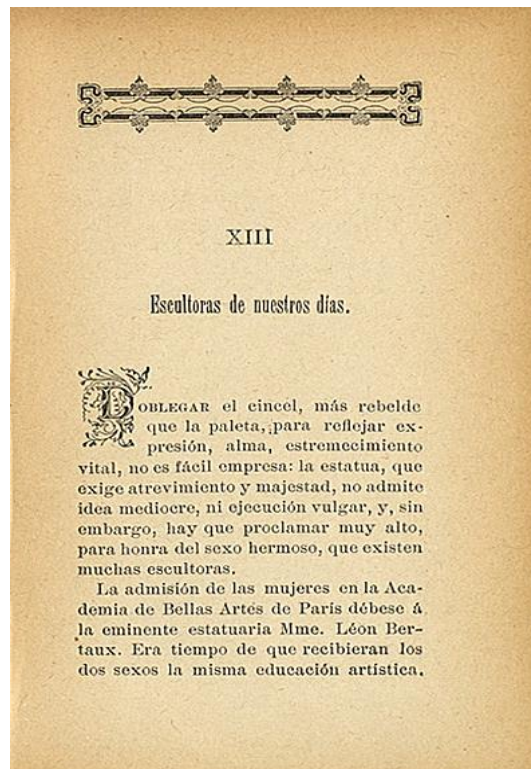 XIII
Escultoras de nuestros días.
DOBLEGAR el cincel, más rebelde
que la paleta, para reflejar ex-
presión, alma, estremecimiento
vital, no es fácil empresa: la estatua, que
exige atrevimiento y majestad, no admite
idea mediocre, ni ejecución vulgar, y, sin
embargo, hay que proclamar muy alto,
para honra del sexo hermoso, que existen
muchas escultoras.
La admisión de las mujeres en la Aca-
demia de Bellas Artes de París débese á
la eminente estatuaria Mme. Léon Ber-
taux. Era tiempo de que recibieran los
dos sexos la misma educación artística,